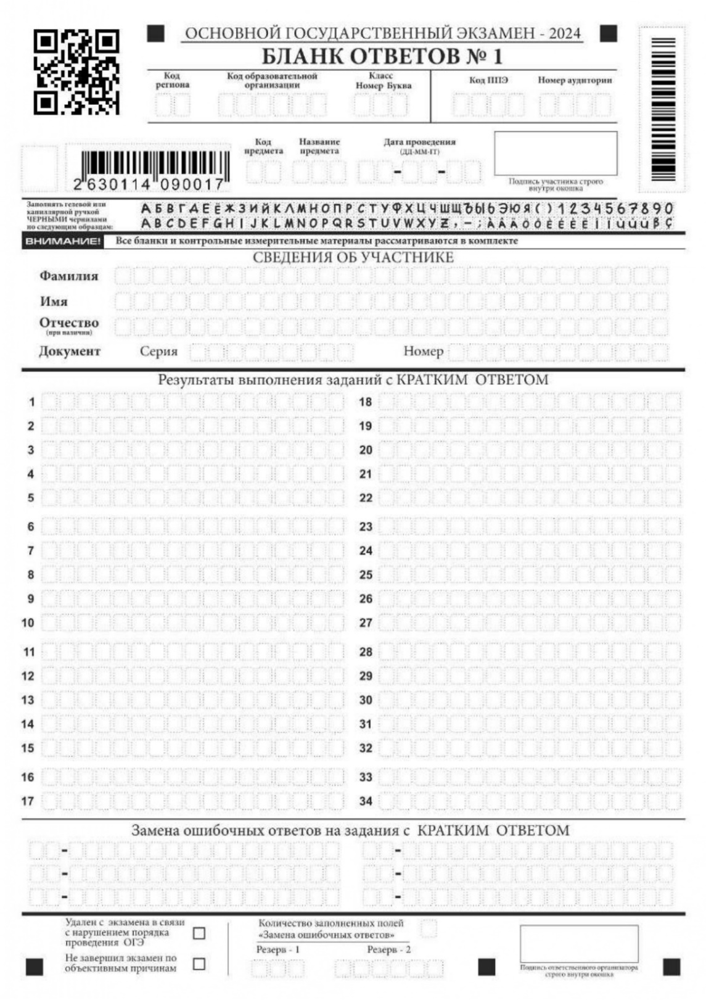 ОСНОВНОЙ ГОСУДАРСТВЕННЫЙ ЭКЗАМЕН - 2024
БЛАНК ОТВЕТОВ № 1
Код региона
Код образовательной организации
Класс
Номер Буква
Код ППЭ
Номер аудитории
2630114090017
Код предмета
Название предмета
Дата проведения
(ДД-ММ-ГГ)
Подпись участника строго внутри окошка
Заполнять гелевой или
капиллярной ручкой
ЧЕРНЫМИ чернилами
по следующим образцам:
АБВГДЕЁЖЗИЙКЛМНОПРСТУФХЦЧШЩЪЫЬЭЮЯ()1234567890
ABCDEFGHIJKLMNOPQRSTUVWXYZ,-;
ВНИМАНИЕ! Все бланки и контрольные измерительные материалы рассматриваются в комплекте
СВЕДЕНИЯ ОБ УЧАСТНИКЕ
Фамилия
Имя
Отчество
(при наличии)
Документ Серия Номер
Результаты выполнения заданий с КРАТКИМ ОТВЕТОМ
1 18
2 19
3 20
4 21
5 22
6 23
7 24
8 25
9 26
10 27
11 28
12 29
13 30
14 31
15 32
16 33
17 34
Замена ошибочных ответов на задания с КРАТКИМ ОТВЕТОМ
- -
- -
- -
Удален с экзамена в связи
с нарушением порядка
проведения ОГЭ
Не завершил экзамен по
объективным причинам
Количество заполненных полей
«Замена ошибочных ответов»
Резерв - 1 Резерв - 2
Подпись ответственного организатора
строго внутри окошка